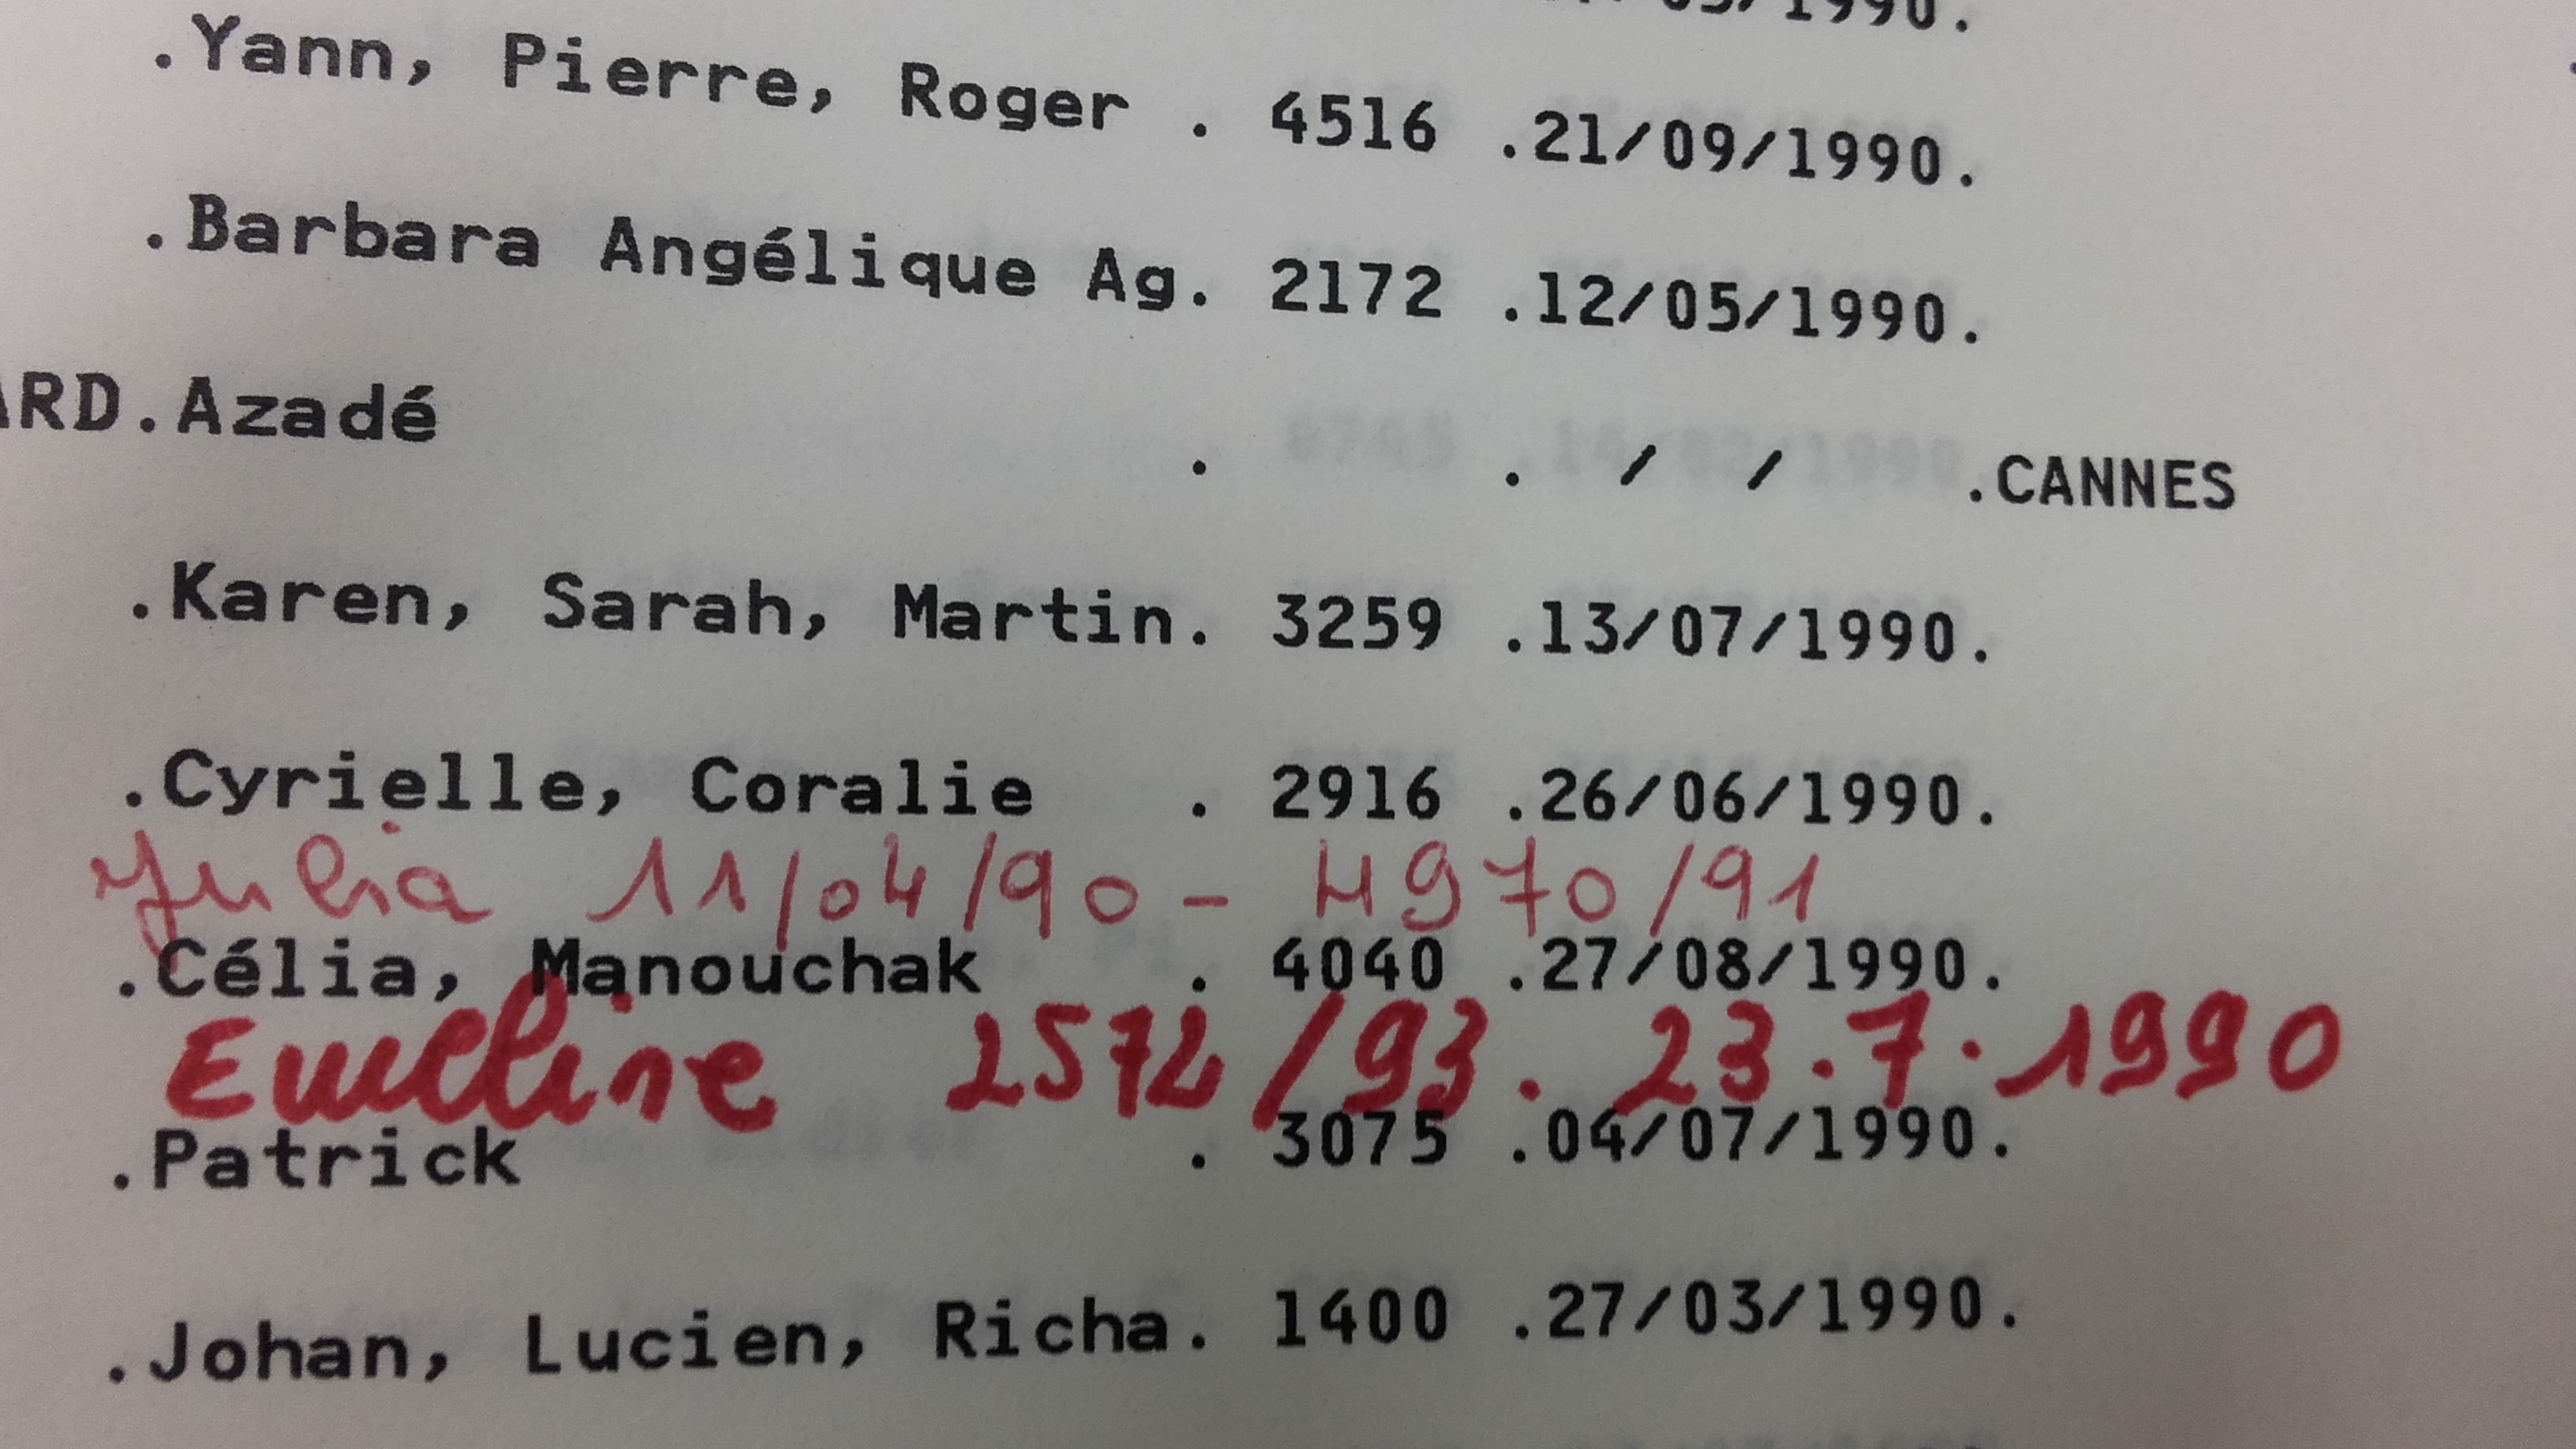 /1990.
.Yann, Pierre, Roger . 4516 .21/09/1990.
.Barbara Angélique Ag. 2172 .12/05/1990.
ARD.Azadé . . / / .CANNES
.Karen, Sarah, Martin. 3259 .13/07/1990.
.Cyrielle, Coralie . 2916 .26/06/1990.
Julia 11/04/90 - 4970/91
.Célia, Manouchak . 4040 .27/08/1990.
Emeline 2572/93. 23.7.1990
.Patrick . 3075 .04/07/1990.
.Johan, Lucien, Richa. 1400 .27/03/1990.